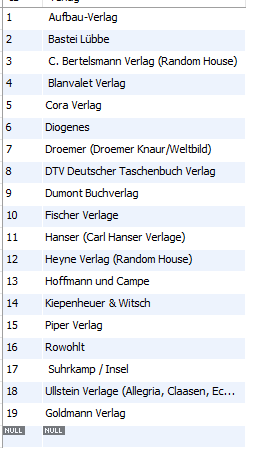 1 Aufbau-Verlag
2 Bastei Lübbe
3 C. Bertelsmann Verlag (Random House)
4 Blanvalet Verlag
5 Cora Verlag
6 Diogenes
7 Droemer (Droemer Knaur/Weltbild)
8 DTV Deutscher Taschenbuch Verlag
9 Dumont Buchverlag
10 Fischer Verlage
11 Hanser (Carl Hanser Verlage)
12 Heyne Verlag (Random House)
13 Hoffmann und Campe
14 Kiepenheuer & Witsch
15 Piper Verlag
16 Rowohlt
17 Suhrkamp / Insel
18 Ullstein Verlage (Allegria, Claasen, Ec...
19 Goldmann Verlag
NULL NULL